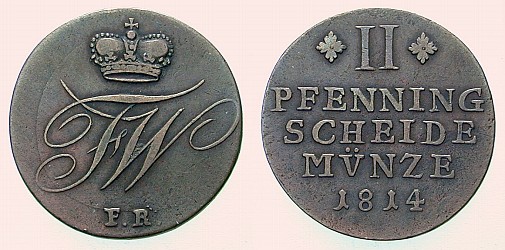 FW
F.R
II
PFENNING
SCHEIDE
MÜNZE
1814